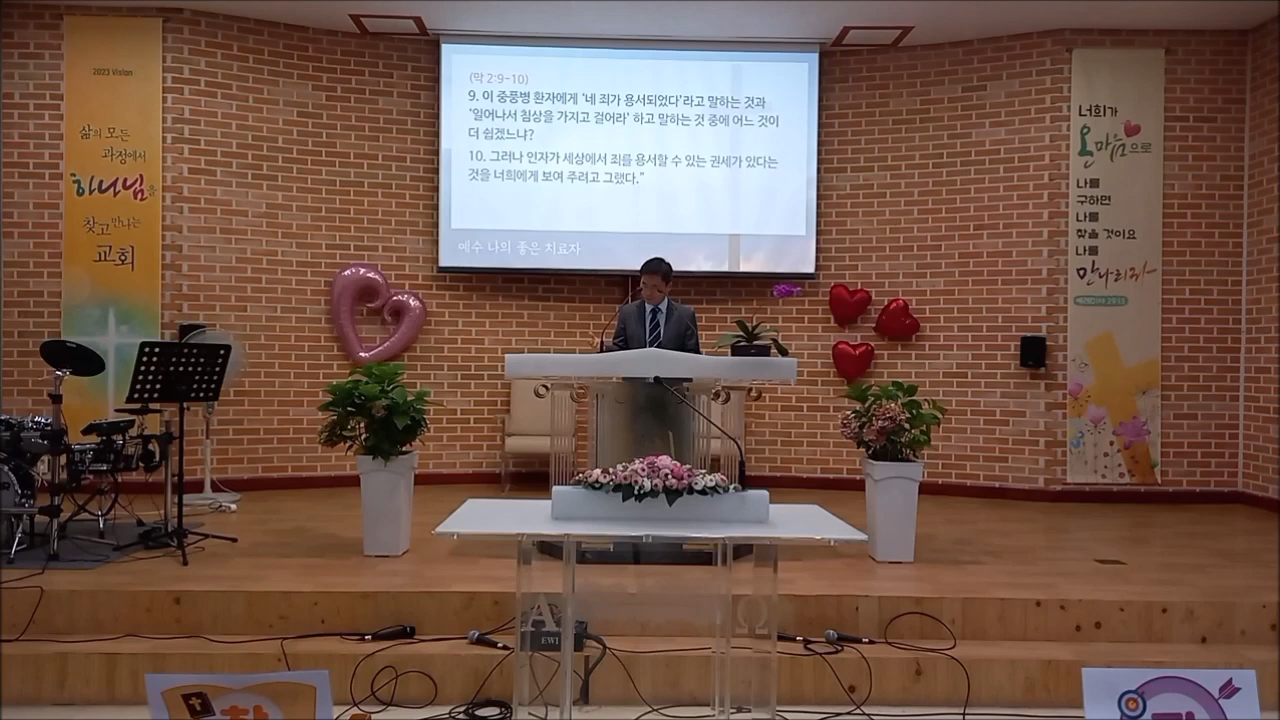 2023 Vision
삶의 모든
과정에서
하나님을
찾고 만나는
교회
(막 2:9-10)
9. 이 중풍병 환자에게 '네 죄가 용서되었다'라고 말하는 것과
'일어나서 침상을 가지고 걸어라' 하고 말하는 것 중에 어느 것이
더 쉽겠느냐?
10. 그러나 인자가 세상에서 죄를 용서할 수 있는 권세가 있다는
것을 너희에게 보여 주려고 그랬다."
예수 나의 좋은 치료자
너희가
온 마음으로
나를
구하면
나를
찾을 것이요
나를
만나리라
예레미야 29:13
Α
Ω
EWI